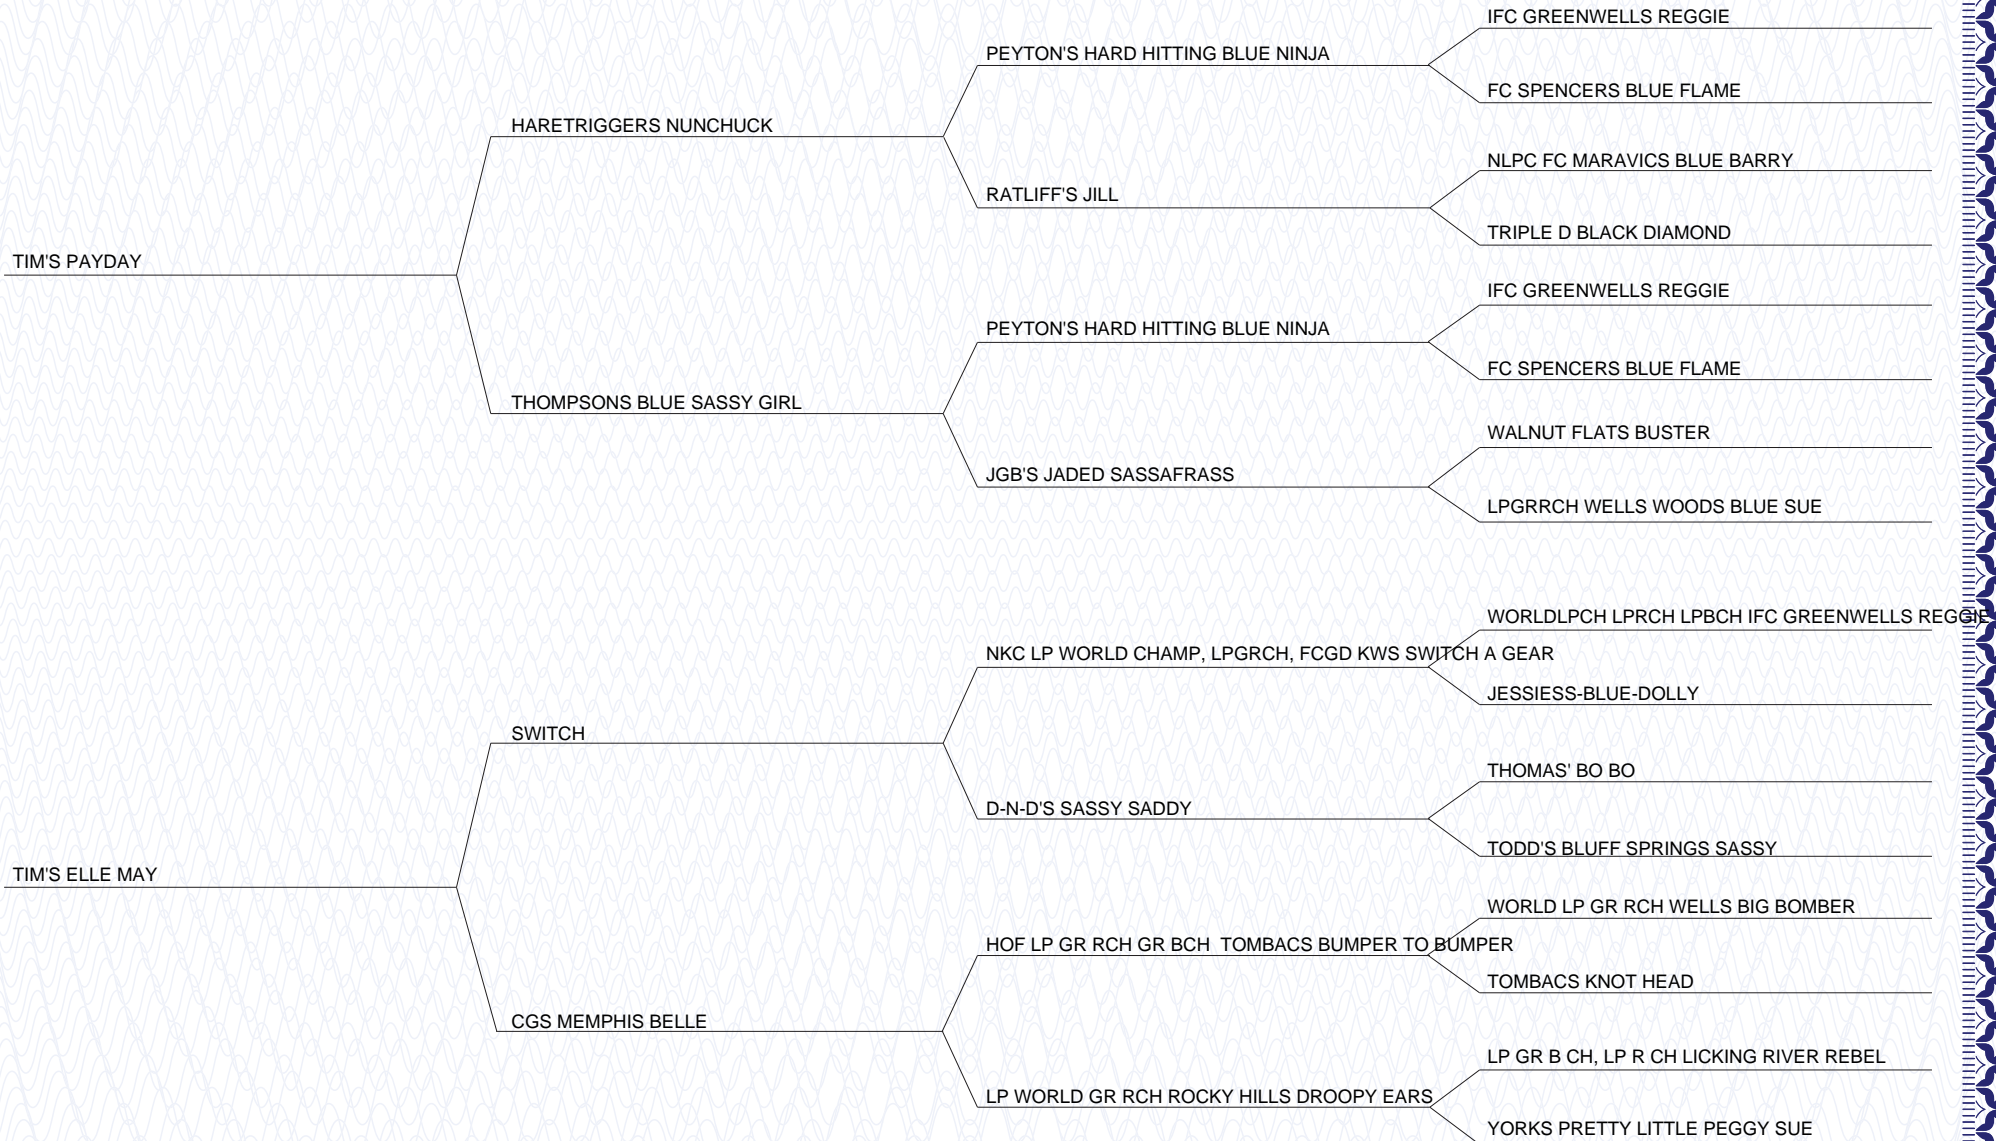 IFC GREENWELLS REGGIE
PEYTON'S HARD HITTING BLUE NINJA
FC SPENCERS BLUE FLAME
HARETRIGGERS NUNCHUCK
NLPC FC MARAVICS BLUE BARRY
RATLIFF'S JILL
TRIPLE D BLACK DIAMOND
TIM'S PAYDAY
IFC GREENWELLS REGGIE
PEYTON'S HARD HITTING BLUE NINJA
FC SPENCERS BLUE FLAME
THOMPSONS BLUE SASSY GIRL
WALNUT FLATS BUSTER
JGB'S JADED SASSAFRASS
LPGRRCH WELLS WOODS BLUE SUE
WORLDLPCH LPRCH LPBCH IFC GREENWELLS REGGIE
NKC LP WORLD CHAMP, LPGRCH, FCGD KWS SWITCH A GEAR
JESSIESS-BLUE-DOLLY
SWITCH
THOMAS' BO BO
D-N-D'S SASSY SADDY
TODD'S BLUFF SPRINGS SASSY
TIM'S ELLE MAY
WORLD LP GR RCH WELLS BIG BOMBER
HOF LP GR RCH GR BCH  TOMBACS BUMPER TO BUMPER
TOMBACS KNOT HEAD
CGS MEMPHIS BELLE
LP GR B CH, LP R CH LICKING RIVER REBEL
LP WORLD GR RCH ROCKY HILLS DROOPY EARS
YORKS PRETTY LITTLE PEGGY SUE